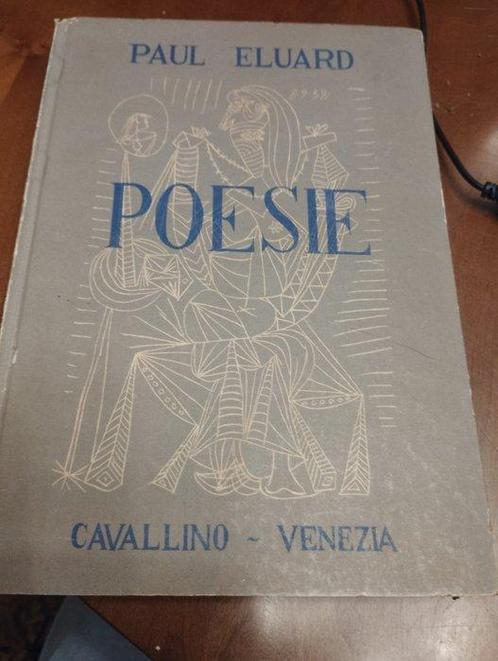 PAUL ELUARD
POESIE
CAVALLINO ~ VENEZIA